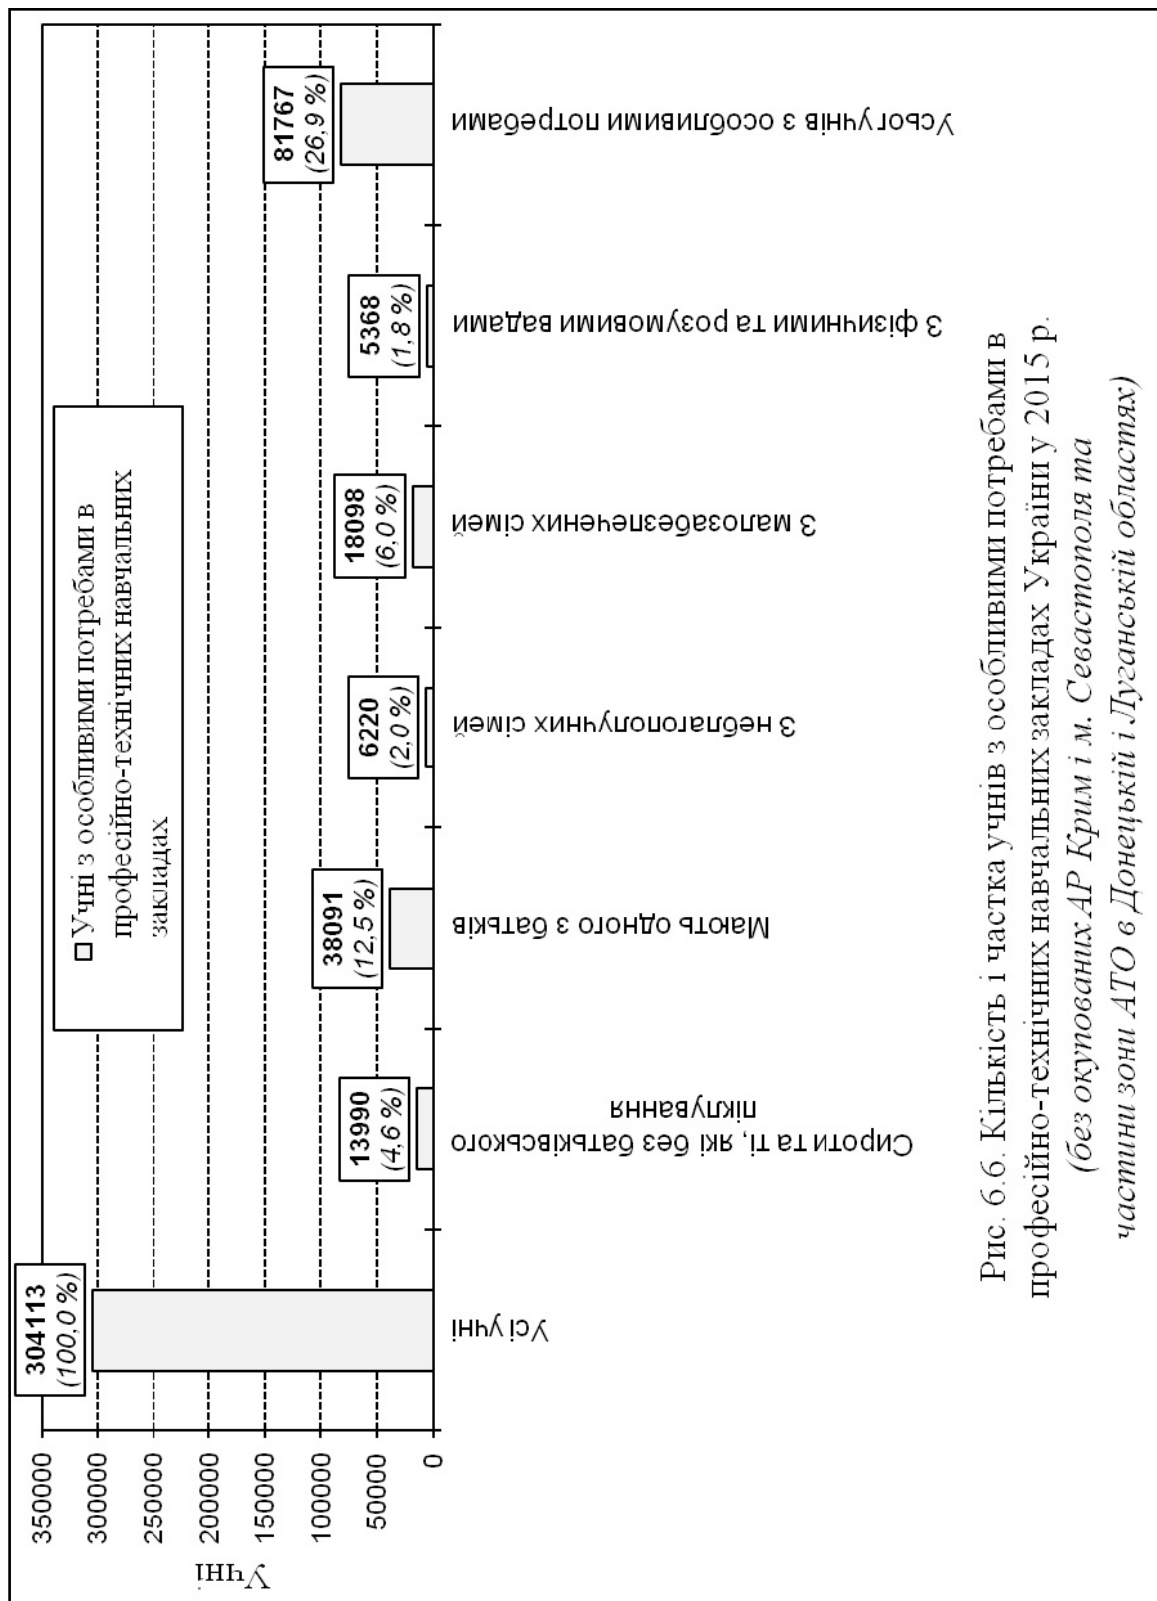 350000
300000
250000
200000
150000
100000
50000
0
Учні
Учні з особливими потребами в
професійно-технічних навчальних
закладах
304113
(100,0 %)
13990
(4,6 %)
38091
(12,5 %)
6220
(2,0 %)
18098
(6,0 %)
5368
(1,8 %)
81767
(26,9 %)
Усі учні
Сироти та ті, які без батьківського
піклування
Мають одного з батьків
З неблагополучних сімей
З малозабезпечених сімей
З фізичними та розумовими вадами
Усього учнів з особливими потребами
Рис. 6.6. Кількість і частка учнів з особливими потребами в
професійно-технічних навчальних закладах України у 2015 р.
(без окупованих АР Крим і м. Севастополя та
частини зони АТО в Донецькій і Луганській областях)